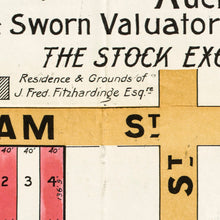 & Sworn Valuator
THE STOCK EXC
Residence & Grounds of
J. Fred. Fitzhardinge Esq.re
AM ST
40' 40' 40'
2 3 4
ST